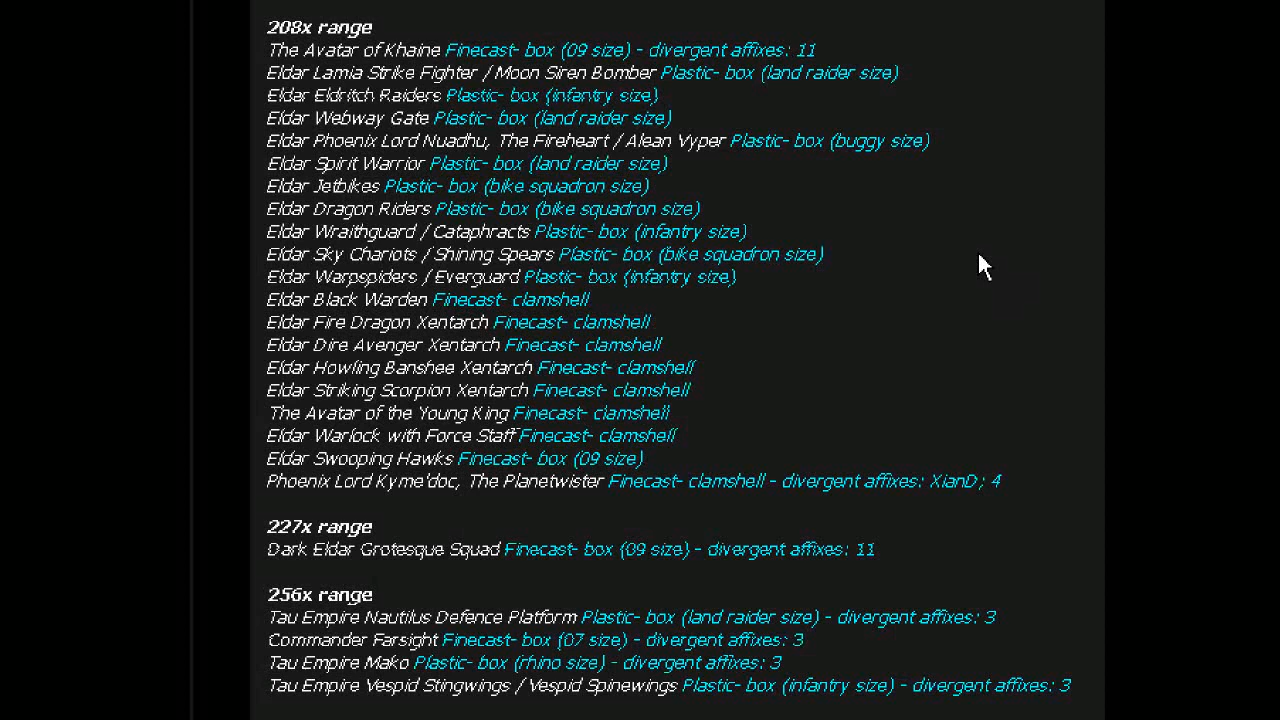 208x range
The Avatar of Khaine Finecast- box (09 size) - divergent affixes: 11
Eldar Lamia Strike Fighter / Moon Siren Bomber Plastic- box (land raider size)
Eldar Eldritch Raiders Plastic- box (infantry size)
Eldar Webway Gate Plastic- box (land raider size)
Eldar Phoenix Lord Nuadhu, The Fireheart / Alean Vyper Plastic- box (buggy size)
Eldar Spirit Warrior Plastic- box (land raider size)
Eldar Jetbikes Plastic- box (bike squadron size)
Eldar Dragon Riders Plastic- box (bike squadron size)
Eldar Wraithguard / Cataphracts Plastic- box (infantry size)
Eldar Sky Chariots / Shining Spears Plastic- box (bike squadron size)
Eldar Warpspiders / Everguard Plastic- box (infantry size)
Eldar Black Warden Finecast- clamshell
Eldar Fire Dragon Xentarch Finecast- clamshell
Eldar Dire Avenger Xentarch Finecast- clamshell
Eldar Howling Banshee Xentarch Finecast- clamshell
Eldar Striking Scorpion Xentarch Finecast- clamshell
The Avatar of the Young King Finecast- clamshell
Eldar Warlock with Force Staff Finecast- clamshell
Eldar Swooping Hawks Finecast- box (09 size)
Phoenix Lord Kyme'doc, The Planetwister Finecast- clamshell - divergent affixes: XianD; 4
227x range
Dark Eldar Grotesque Squad Finecast- box (09 size) - divergent affixes: 11
256x range
Tau Empire Nautilus Defence Platform Plastic- box (land raider size) - divergent affixes: 3
Commander Farsight Finecast- box (07 size) - divergent affixes: 3
Tau Empire Mako Plastic- box (rhino size) - divergent affixes: 3
Tau Empire Vespid Stingwings / Vespid Spinewings Plastic- box (infantry size) - divergent affixes: 3